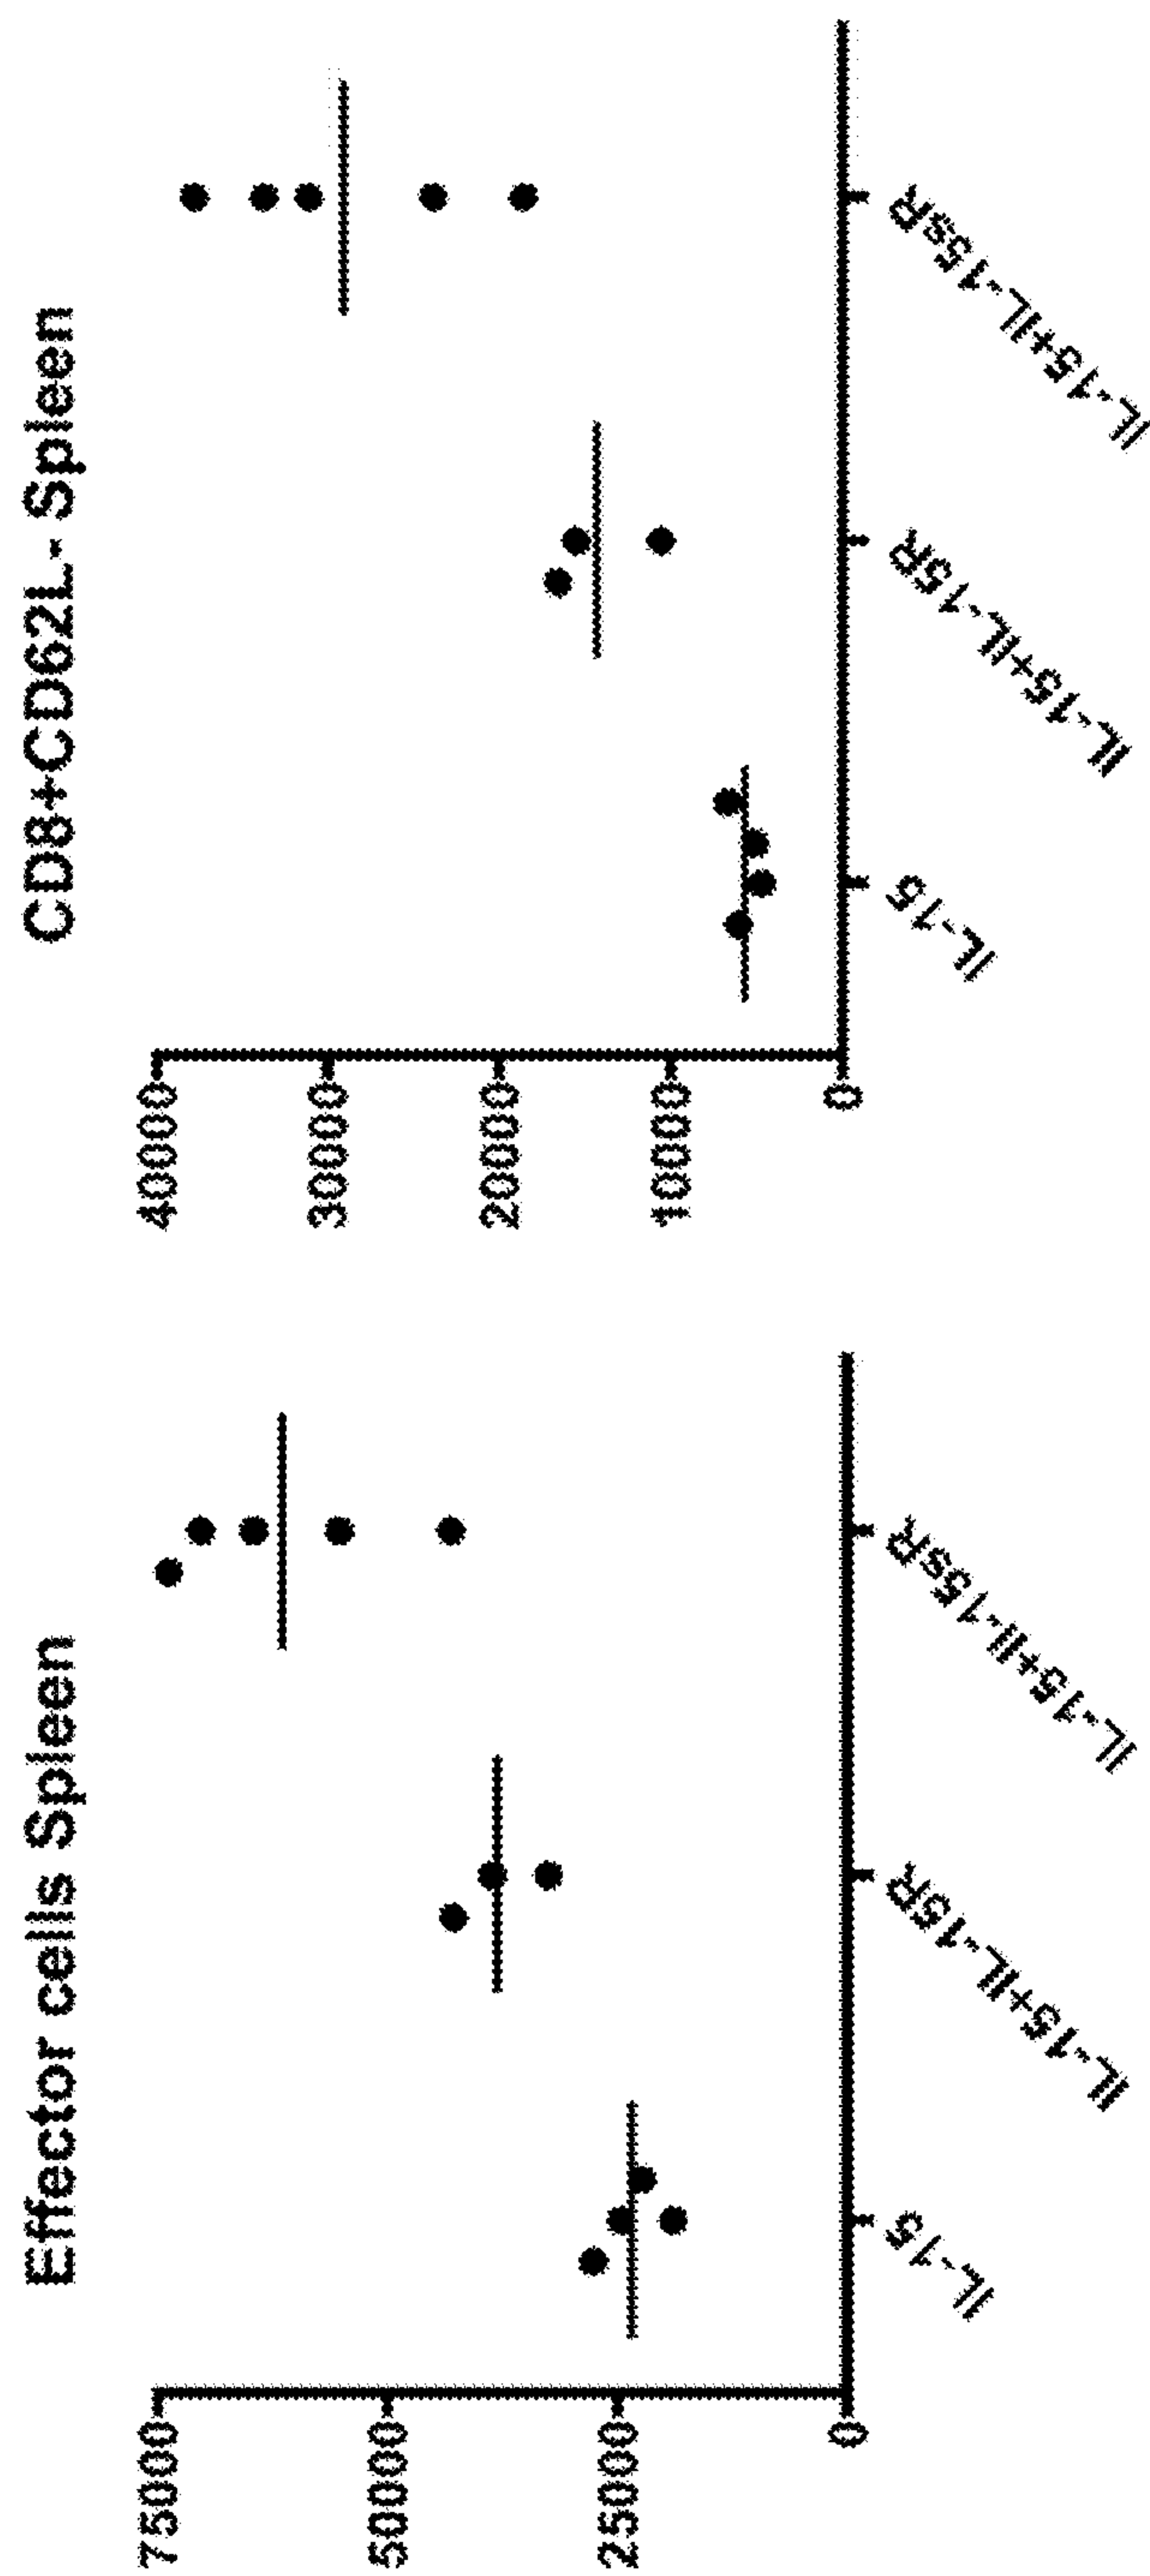 Effector cells Spleen
75000
50000
25000
0
IL-15
IL-15+IL-15R
IL-15+IL-15sR
CD8+CD62L- Spleen
40000
30000
20000
10000
0
IL-15
IL-15+IL-15R
IL-15+IL-15sR